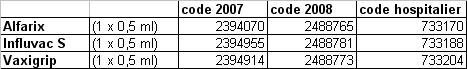 code 2007 code 2008 code hospitalier
Alfarix (1 x 0,5 ml) 2394070 2488765 733170
Influvac S (1 x 0,5 ml) 2394955 2488781 733188
Vaxigrip (1 x 0,5 ml) 2394914 2488773 733204